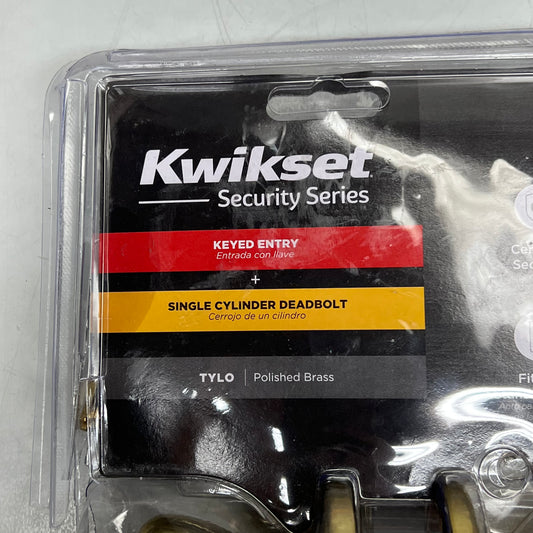 Kwikset
Security Series
KEYED ENTRY
Entrada con llave
+
SINGLE CYLINDER DEADBOLT
Cerrojo de un cilindro
TYLO | Polished Brass